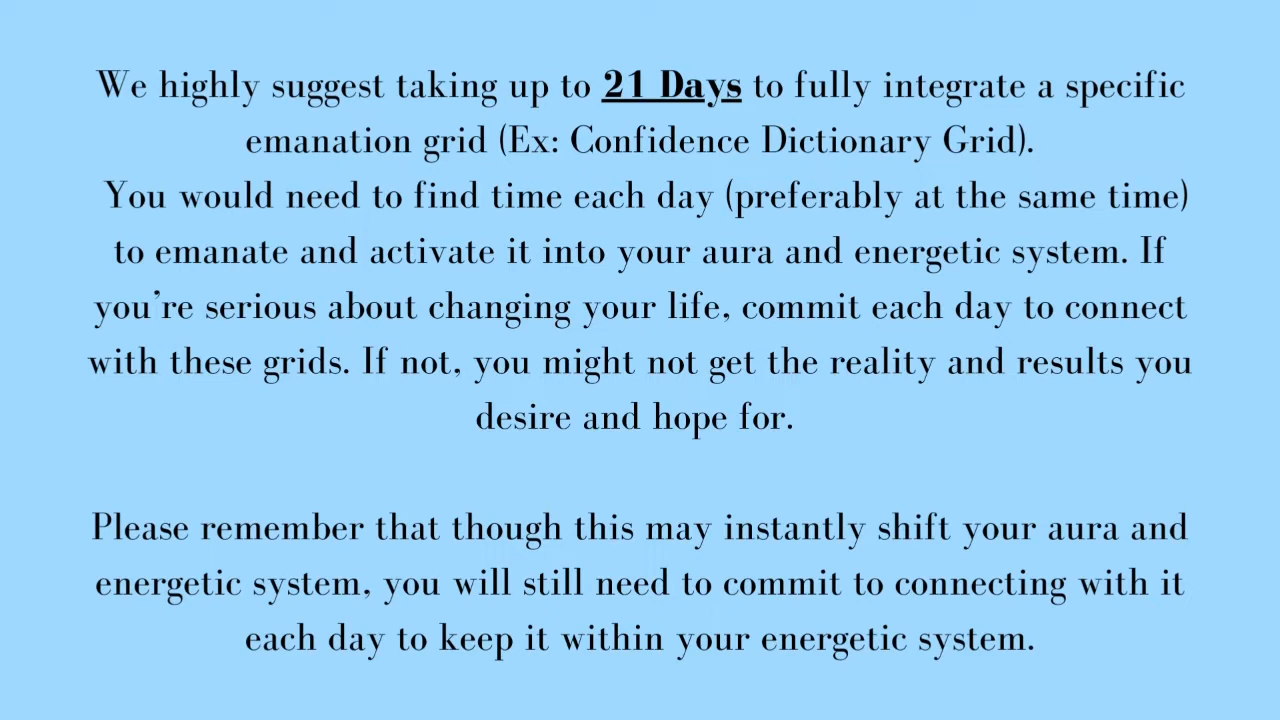 We highly suggest taking up to 21 Days to fully integrate a specific
emanation grid (Ex: Confidence Dictionary Grid).
You would need to find time each day (preferably at the same time)
to emanate and activate it into your aura and energetic system. If
you’re serious about changing your life, commit each day to connect
with these grids. If not, you might not get the reality and results you
desire and hope for.
Please remember that though this may instantly shift your aura and
energetic system, you will still need to commit to connecting with it
each day to keep it within your energetic system.